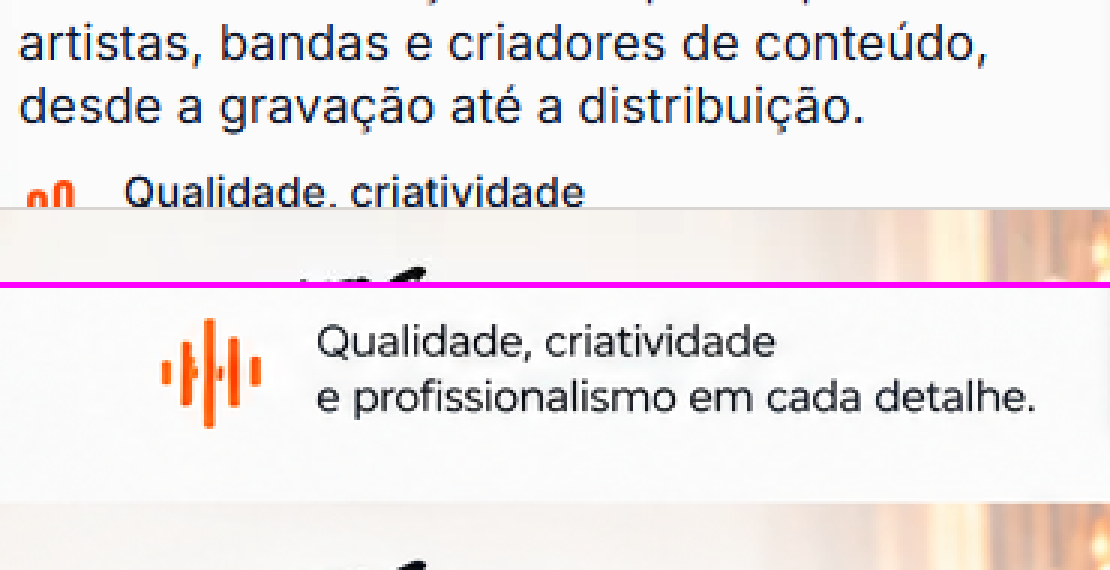 artistas, bandas e criadores de conteúdo,
desde a gravação até a distribuição.
Qualidade, criatividade
Qualidade, criatividade
e profissionalismo em cada detalhe.